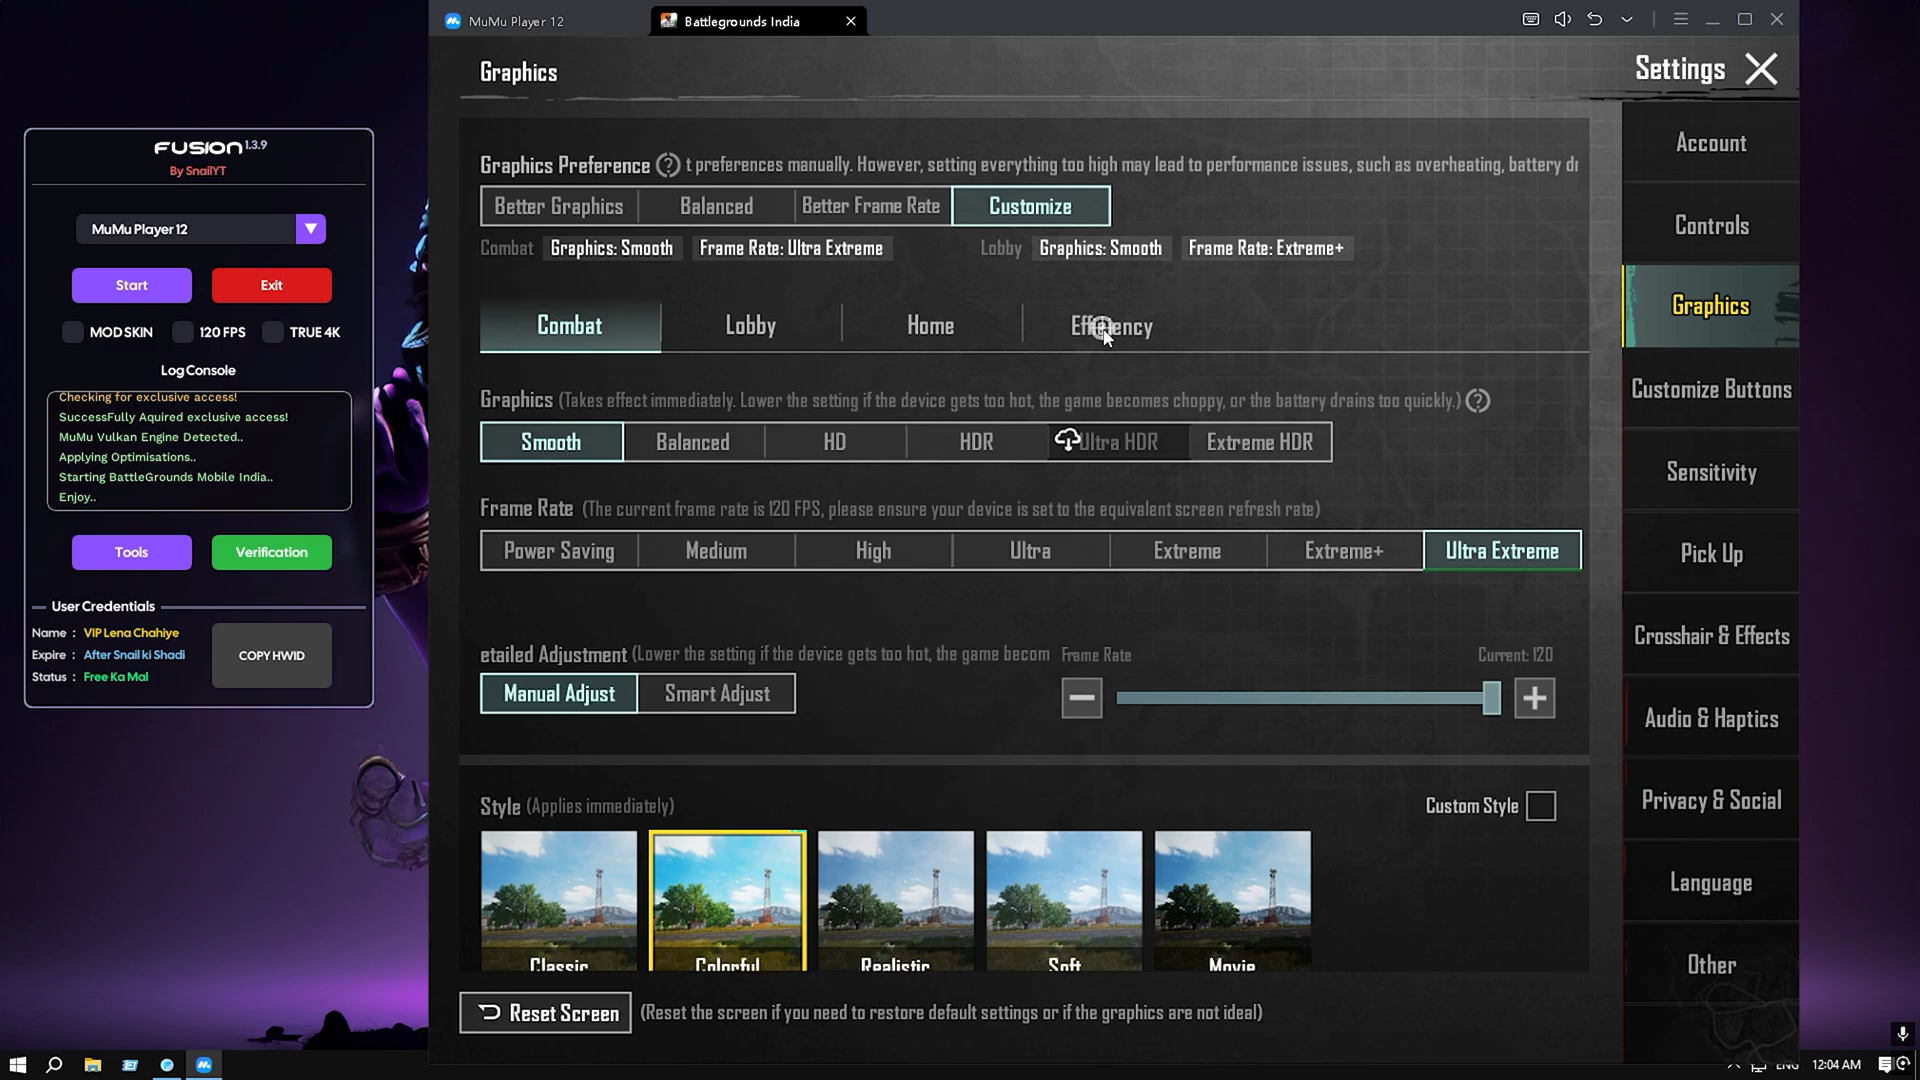 MuMu Player 12
Battlegrounds India
Graphics
Settings
FUSION 1.3.9
By SnailYT
MuMu Player 12
Start
Exit
MOD SKIN
120 FPS
TRUE 4K
Log Console
Checking for exclusive access!
SuccessFully Aquired exclusive access!
MuMu Vulkan Engine Detected..
Applying Optimisations..
Starting BattleGrounds Mobile India..
Enjoy..
Tools
Verification
User Credentials
Name : VIP Lena Chahiye
Expire : After Snail ki Shadi
Status : Free Ka Mal
COPY HWID
Graphics Preference ? t preferences manually. However, setting everything too high may lead to performance issues, such as overheating, battery dr
Better Graphics
Balanced
Better Frame Rate
Customize
Combat Graphics: Smooth Frame Rate: Ultra Extreme
Lobby Graphics: Smooth Frame Rate: Extreme+
Combat
Lobby
Home
Efficiency
Graphics (Takes effect immediately. Lower the setting if the device gets too hot, the game becomes choppy, or the battery drains too quickly.) ?
Smooth
Balanced
HD
HDR
Ultra HDR
Extreme HDR
Frame Rate (The current frame rate is 120 FPS, please ensure your device is set to the equivalent screen refresh rate)
Power Saving
Medium
High
Ultra
Extreme
Extreme+
Ultra Extreme
etailed Adjustment (Lower the setting if the device gets too hot, the game becom
Frame Rate
Current: 120
Manual Adjust
Smart Adjust
Style (Applies immediately)
Custom Style
Classic
Colorful
Realistic
Soft
Movie
Reset Screen
(Reset the screen if you need to restore default settings or if the graphics are not ideal)
Account
Controls
Graphics
Customize Buttons
Sensitivity
Pick Up
Crosshair & Effects
Audio & Haptics
Privacy & Social
Language
Other
ENG
12:04 AM